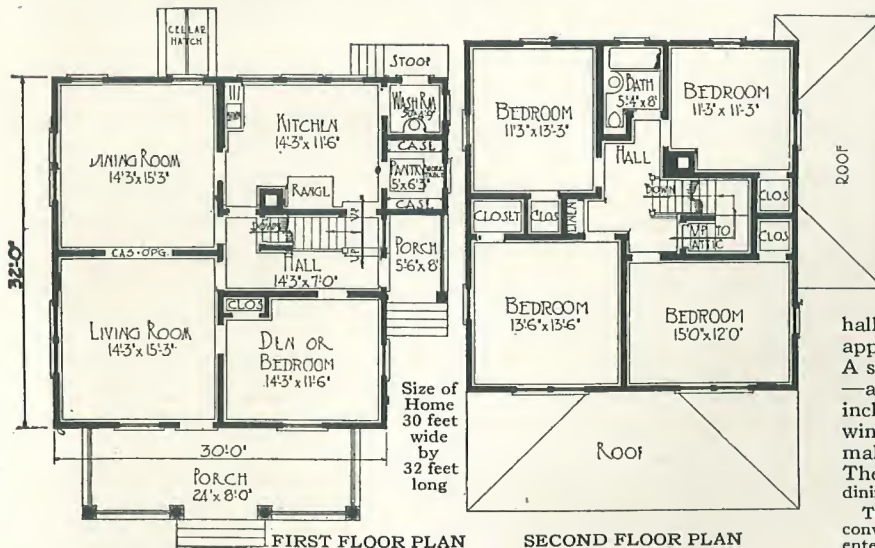 CELLAR
HATCH
STOOP
DINING ROOM
14'3"x15'3"
KITCHEN
14'3"x11'6"
WASH RM
RANGE
CASE
PANTRY
5'x6'3"
CASE
DOWN
UP
UP
HALL
14'3"x7'0"
PORCH
5'6"x8'
CAS-OPG.
LIVING ROOM
14'3"x15'3"
CLOS
DEN OR
BEDROOM
14'3"x11'6"
32'-0"
30'0"
PORCH
24'x8'0"
FIRST FLOOR PLAN
Size of
Home
30 feet
wide
by
32 feet
long
BEDROOM
11'3"x13'3"
BATH
5'4"x8'
BEDROOM
11'3"x11'3"
HALL
DOWN
CLOSET
CLOS
LINEN
UP TO
ATTIC
CLOS
CLOS
BEDROOM
13'6"x13'6"
BEDROOM
15'0"x12'0"
ROOF
ROOF
SECOND FLOOR PLAN
hall
app
A s
—a
incl
win
mal
The
dini
T
conv
ente